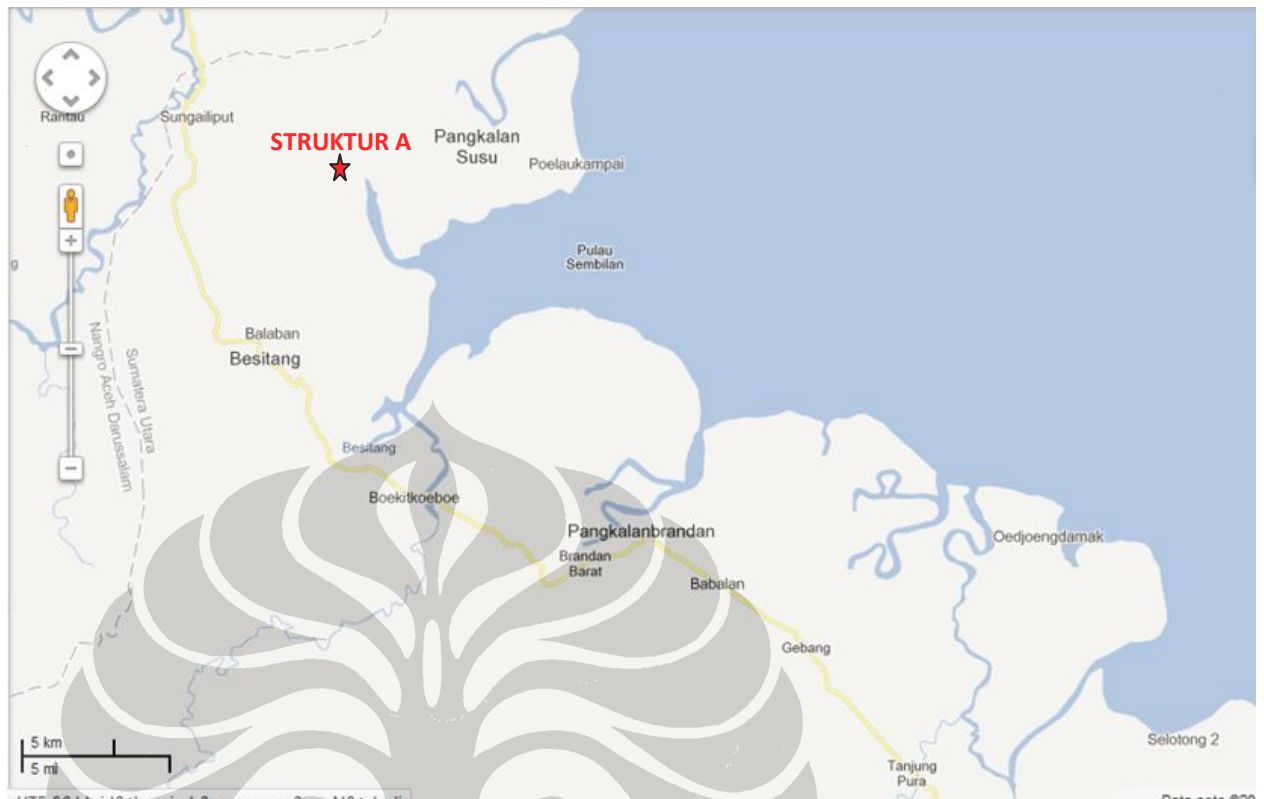 Rantau
Sungailiput
STRUKTUR A
Pangkalan
Susu
Poelaukampai
Pulau
Sembilan
g
Balaban
Besitang
Nangro Aceh Darussalam
Sumatera Utara
Besitang
Boekitkoeboe
Pangkalanbrandan
Brandan
Barat
Babalan
Oedjoengdamak
Gebang
5 km
5 mi
Selotong 2
Tanjung
Pura